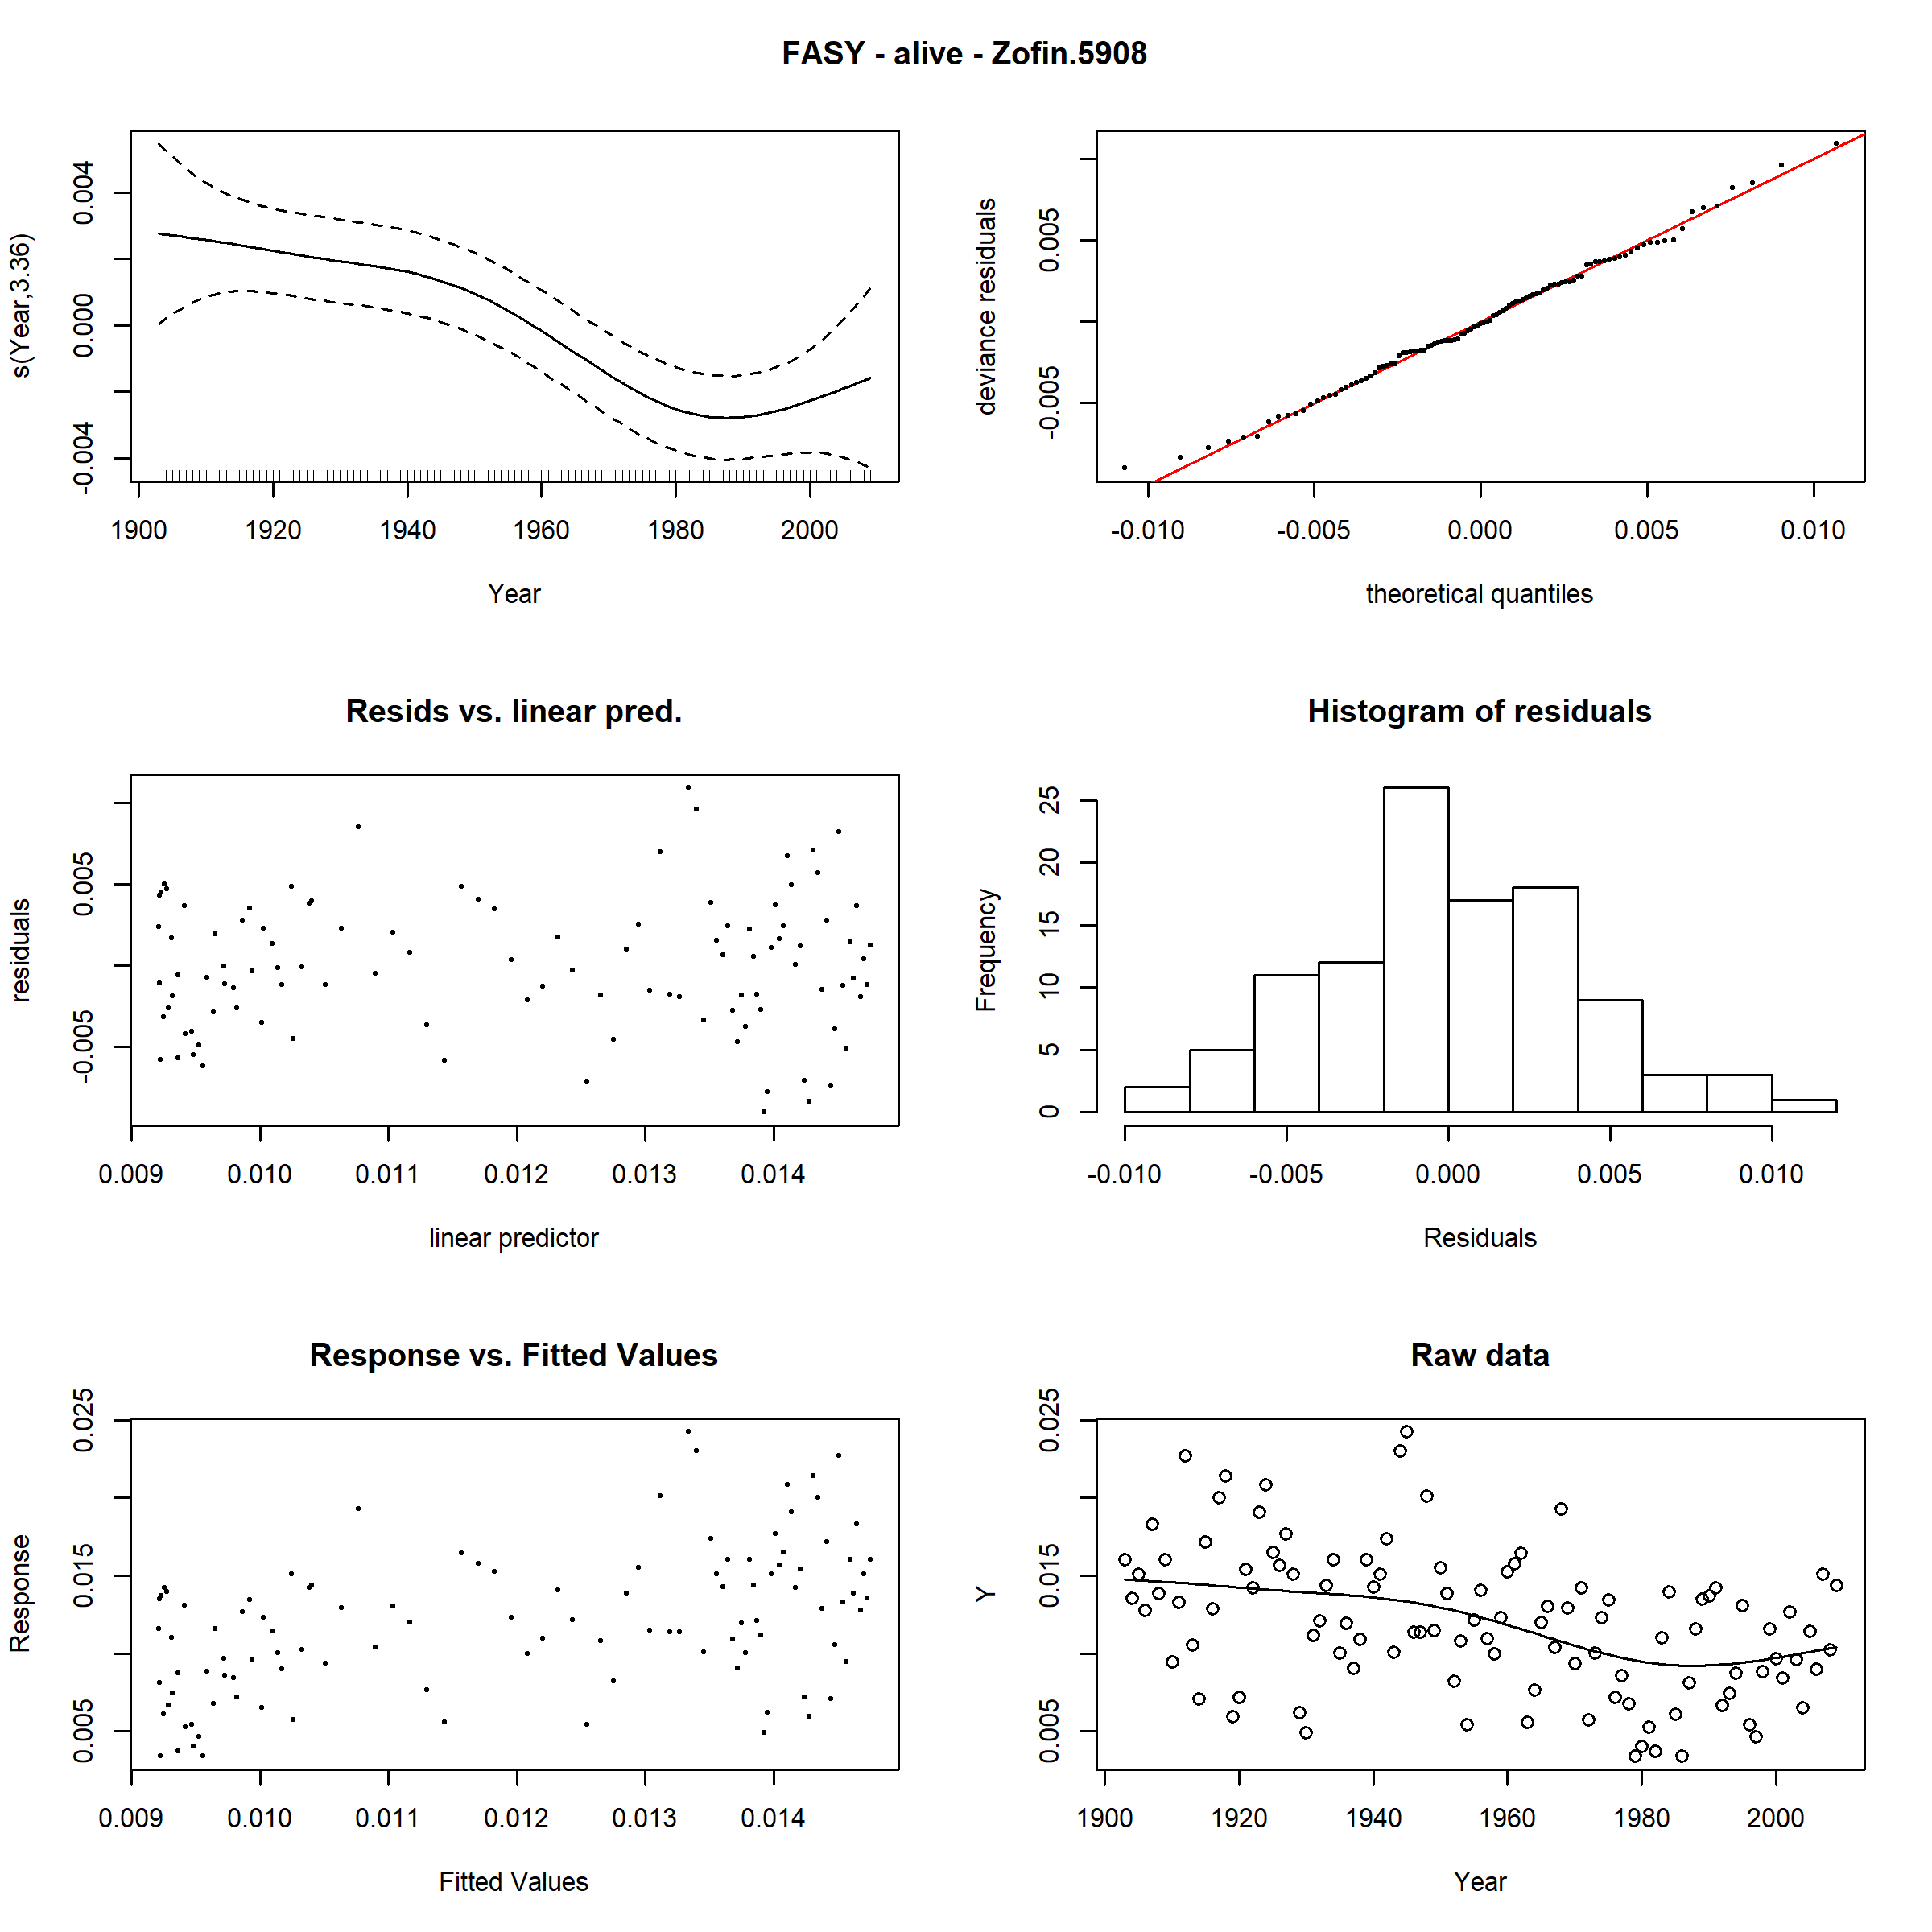 FASY - alive - Zofin.5908
s(Year,3.36)
-0.004 0.000 0.004
1900 1920 1940 1960 1980 2000
Year
deviance residuals
-0.005 0.005
-0.010 -0.005 0.000 0.005 0.010
theoretical quantiles
Resids vs. linear pred.
residuals
-0.005 0.005
0.009 0.010 0.011 0.012 0.013 0.014
linear predictor
Histogram of residuals
Frequency
0 5 10 15 20 25
-0.010 -0.005 0.000 0.005 0.010
Residuals
Response vs. Fitted Values
Response
0.005 0.015 0.025
0.009 0.010 0.011 0.012 0.013 0.014
Fitted Values
Raw data
Y
0.005 0.015 0.025
1900 1920 1940 1960 1980 2000
Year